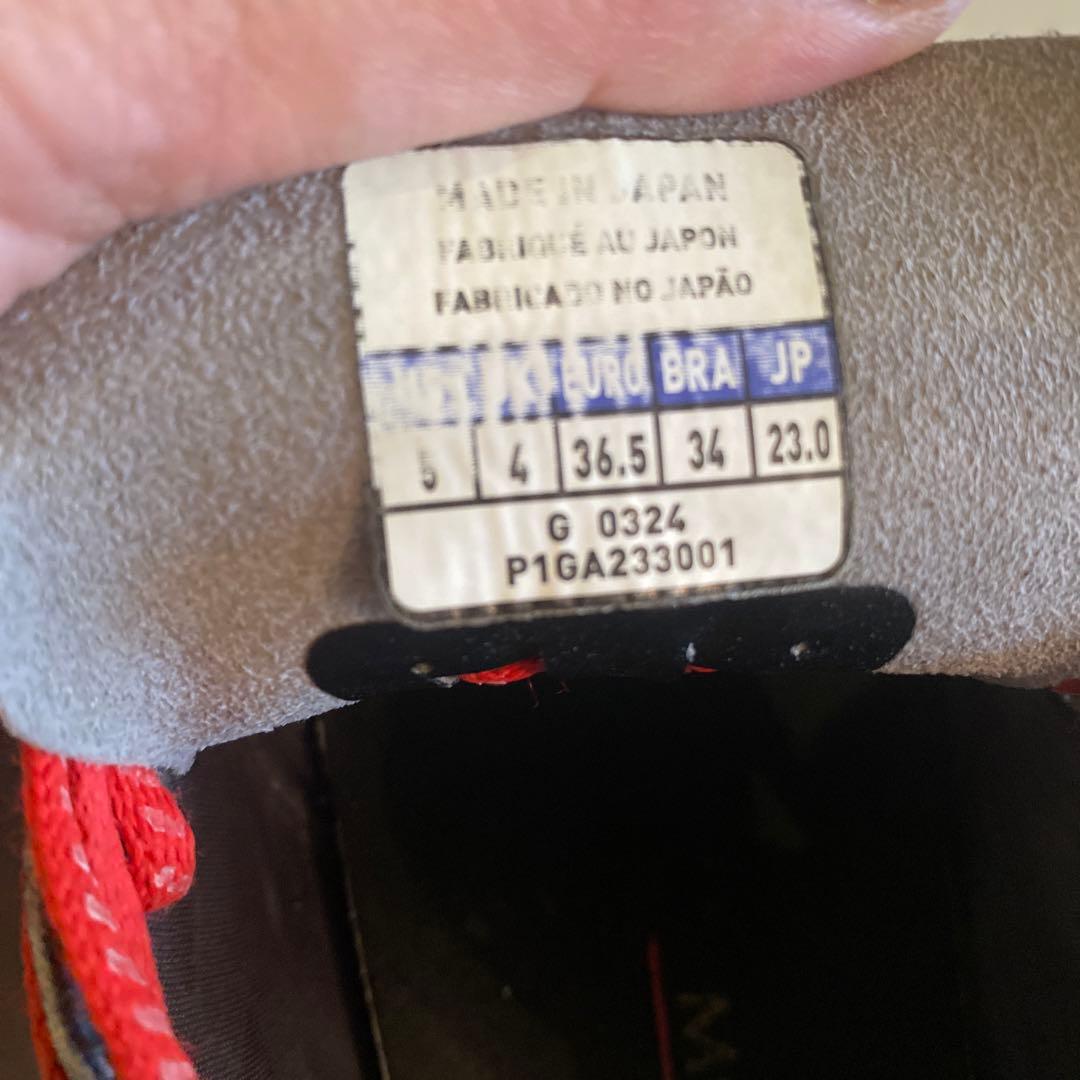 MADE IN JAPAN
FABRIQUÉ AU JAPON
FABRICADO NO JAPÃO
EURO. BRA JP
5 4 36.5 34 23.0
G 0324
P1GA233001
M